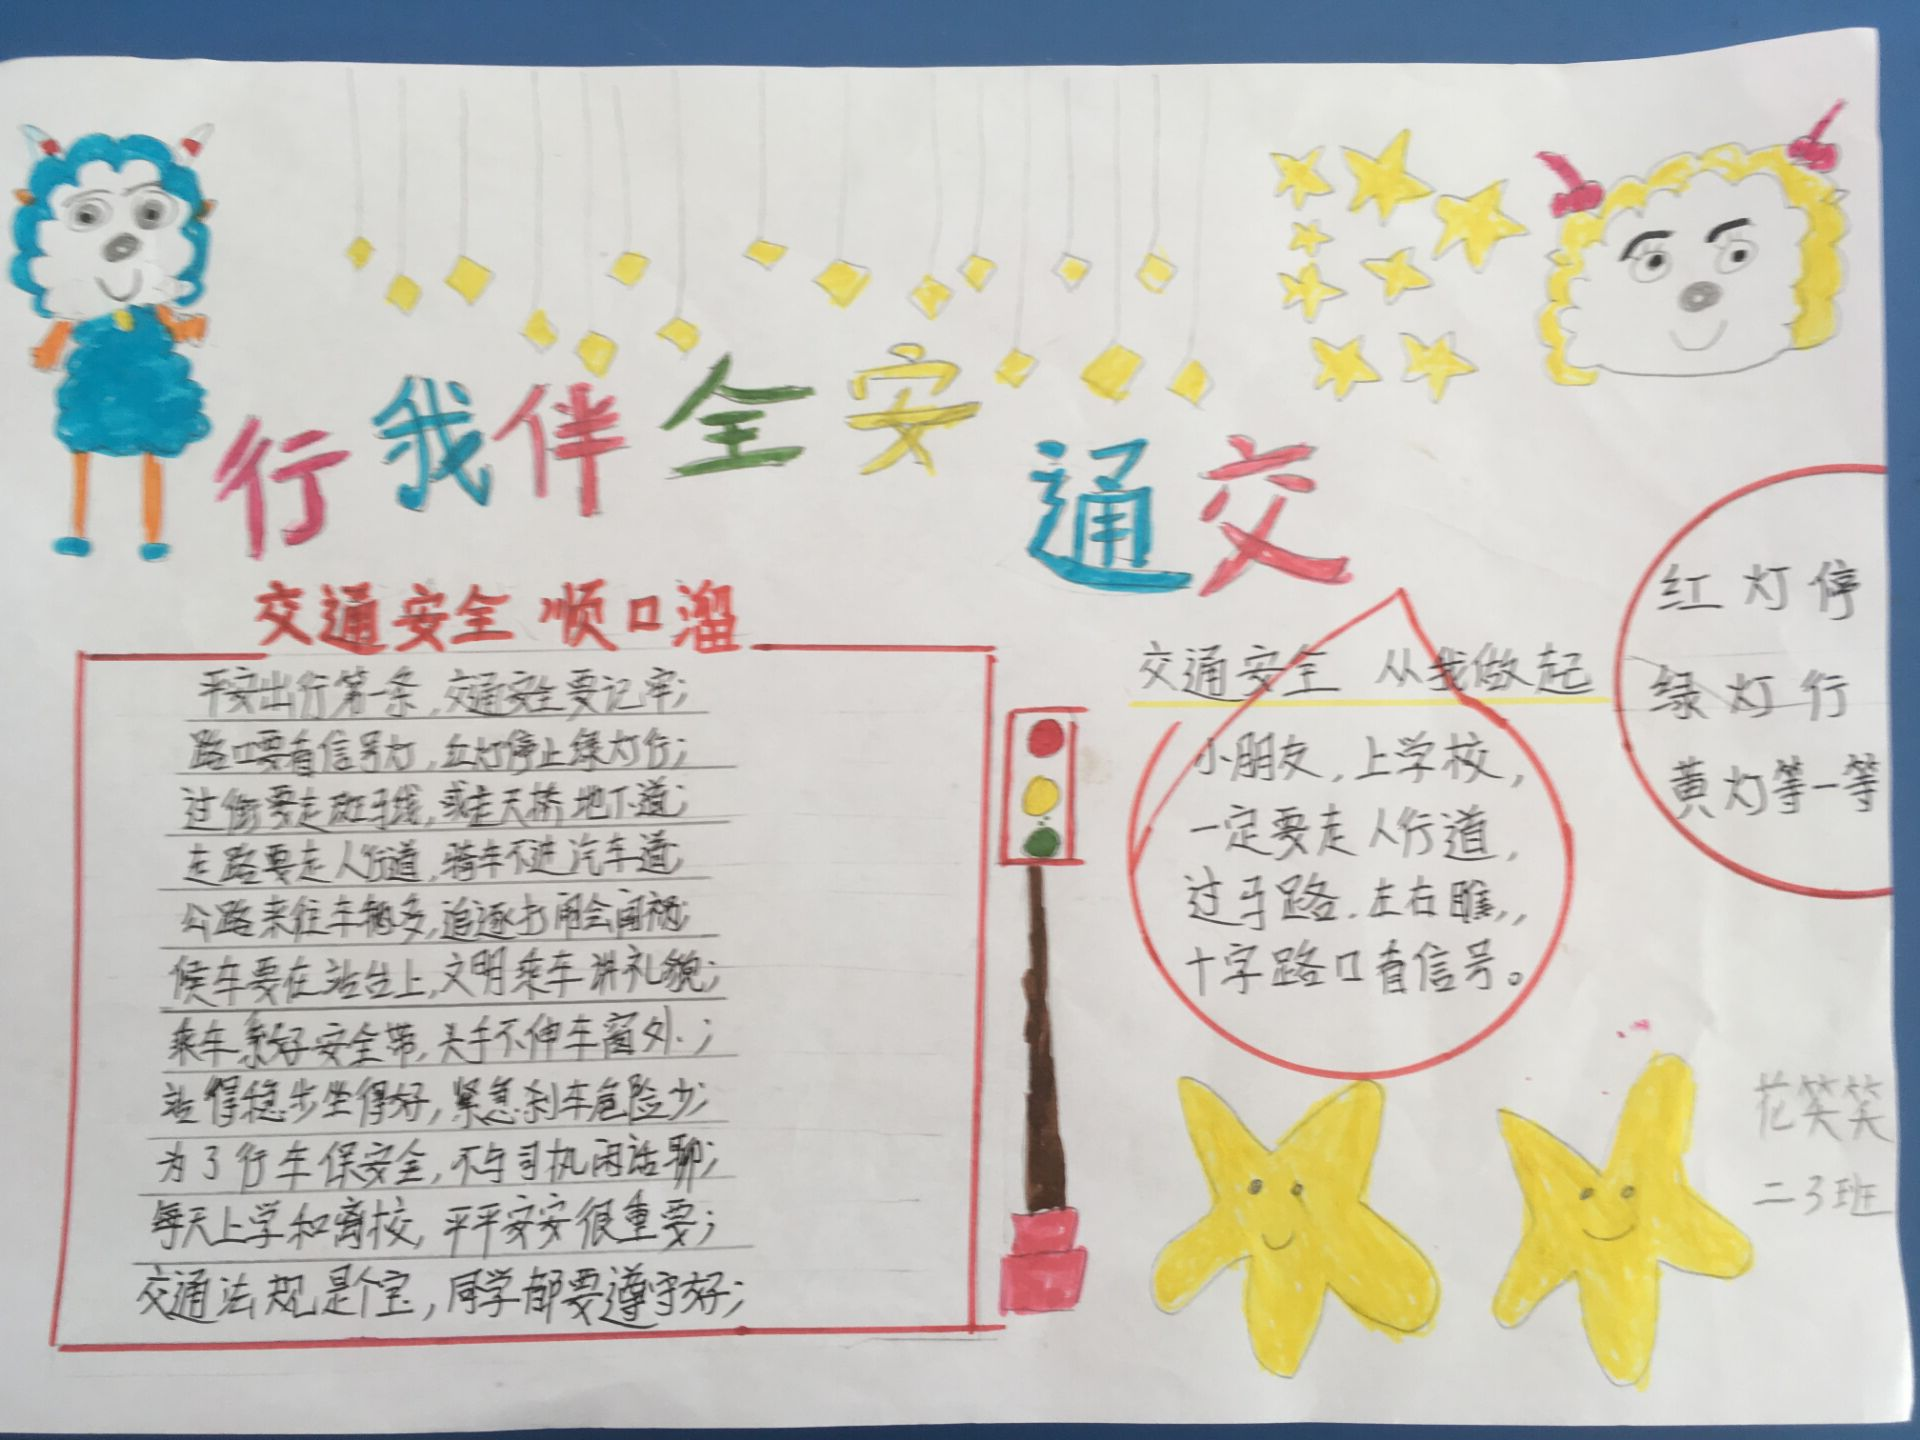 行我伴全安通交
交通安全 顺口溜
平安出行第一条,交通安全要记牢;
路口要有信号灯,红灯停止绿灯行;
过街要走斑马线,或走天桥地下道;
走路要走人行道,骑车不进汽车道;
公路来往车辆多,追逐打闹会闯祸;
候车要在站台上,文明乘车讲礼貌;
乘车系好安全带,头手不伸车窗外.;
站得稳步坐得好,紧急刹车危险少;
为了行车保安全,不与司机闲话聊;
每天上学和离校,平平安安很重要;
交通法规是个宝,同学都要遵守好;
交通安全 从我做起
小朋友,上学校,
一定要走人行道,
过马路.左右瞧,,
十字路口有信号。
红灯停
绿灯行
黄灯等一等
花笑笑
二3班